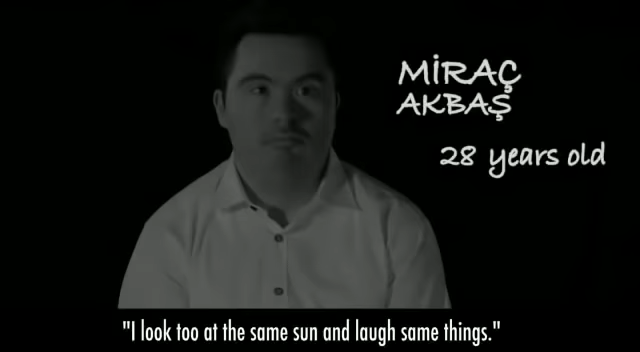 MİRAÇ
AKBAŞ
28 years old
"I look too at the same sun and laugh same things."